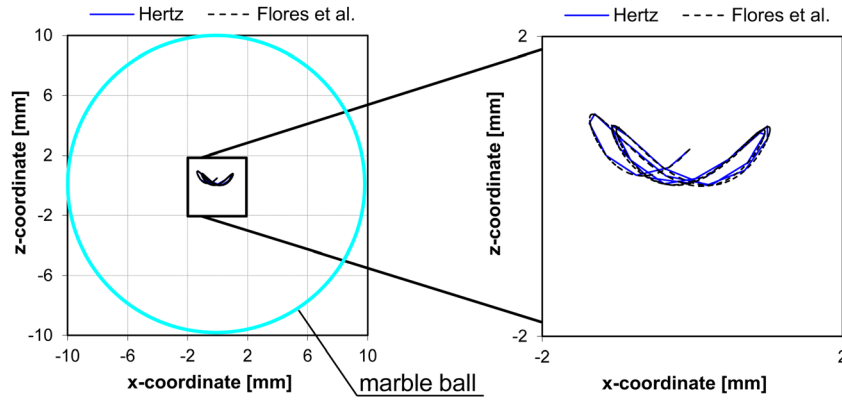 Hertz Flores et al.
10
6
2
-2
-6
-10
z-coordinate [mm]
-10 -6 -2 2 6 10
x-coordinate [mm]
marble ball
Hertz Flores et al.
2
-2
z-coordinate [mm]
-2 2
x-coordinate [mm]